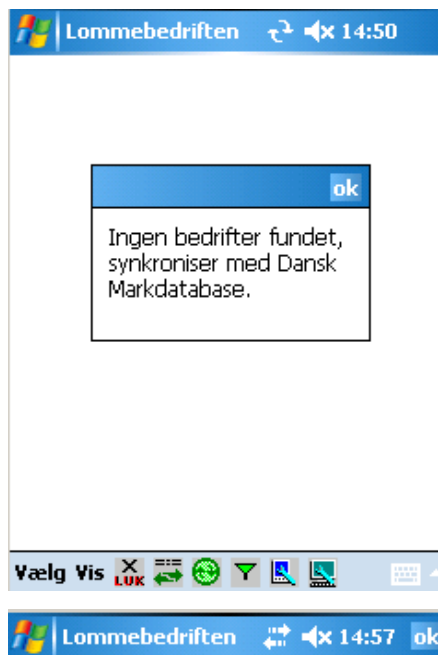 Lommebedriften 14:50
ok
Ingen bedrifter fundet,
synkroniser med Dansk
Markdatabase.
Vælg Vis LUK
Lommebedriften 14:57 ok